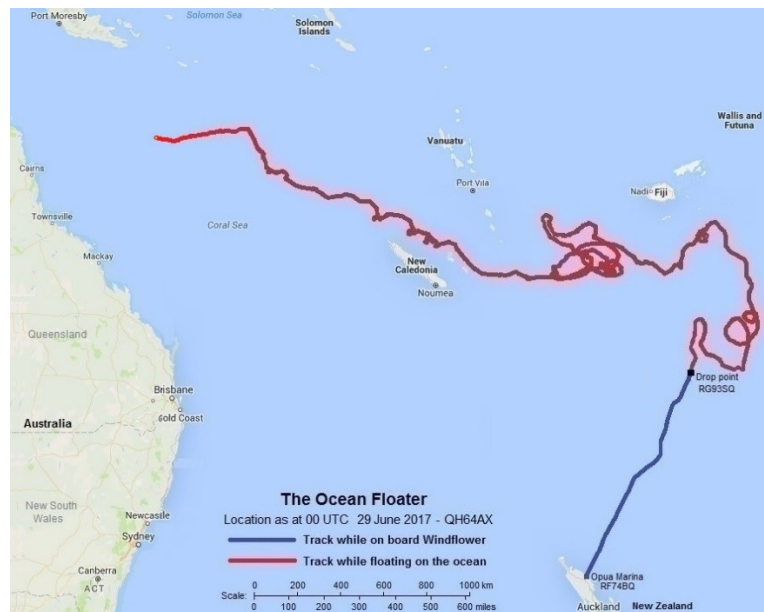 Port Moresby
Solomon Sea
Solomon
Islands
Wallis and
Futuna
Vanuatu
Cairns
Port Vila
Nadi
Fiji
Townsville
Coral Sea
Mackay
New
Caledonia
Noumea
Queensland
Drop point
RG93SQ
Brisbane
Gold Coast
Australia
New South
Wales
Newcastle
Sydney
Canberra
ACT
The Ocean Floater
Location as at 00 UTC 29 June 2017 - QH64AX
Track while on board Windflower
Track while floating on the ocean
0 200 400 600 800 1000 km
Scale:
0 100 200 300 400 500 600 miles
Opua Marina
RF74BQ
Auckland
New Zealand